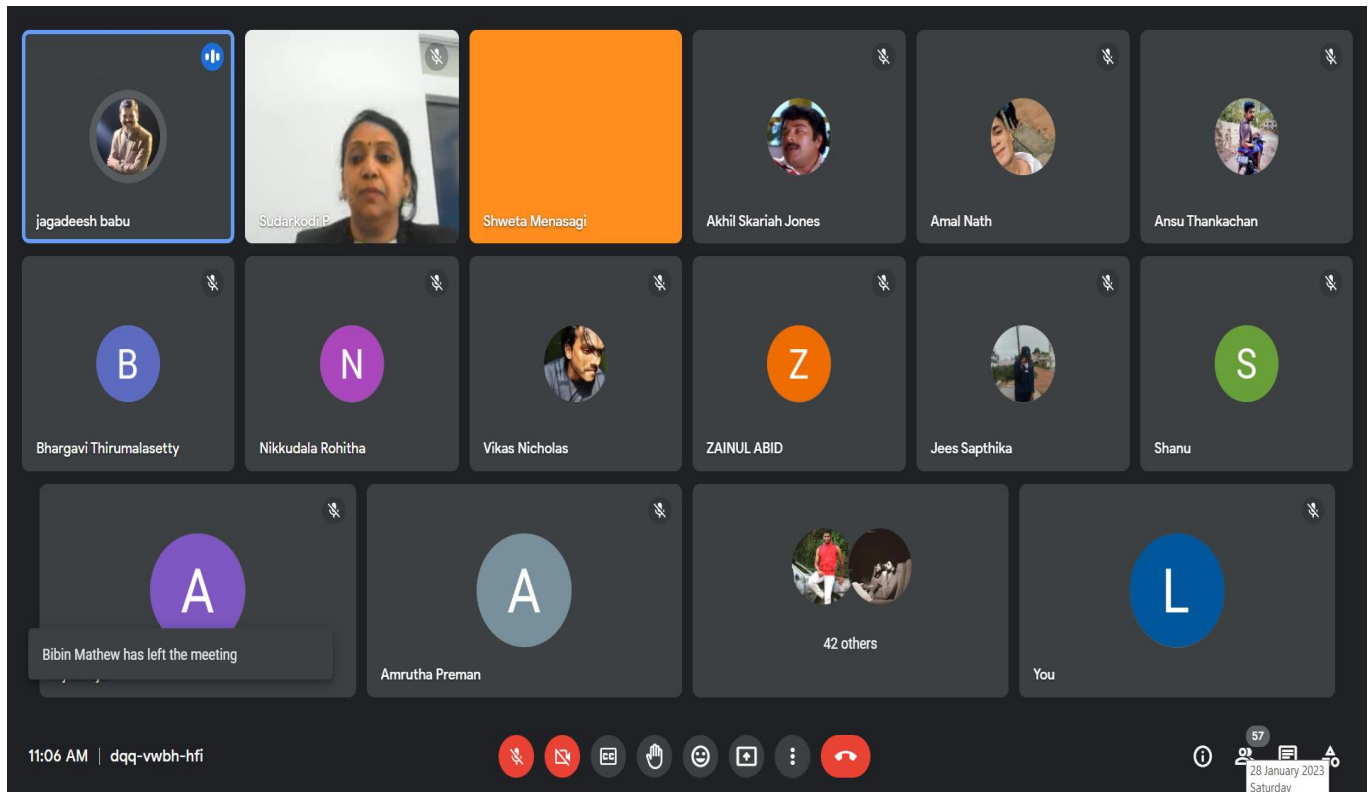 jagadeesh babu
Sudarkodi P
Shweta Menasagi
Akhil Skariah Jones
Amal Nath
Ansu Thankachan
B
N
Z
S
Bhargavi Thirumalasetty
Nikkudala Rohitha
Vikas Nicholas
ZAINUL ABID
Jees Sapthika
Shanu
A
A
L
42 others
Bibin Mathew has left the meeting
Amrutha Preman
You
57
11:06 AM | dqq-vwbh-hfi
CC
28 January 2023
Saturday